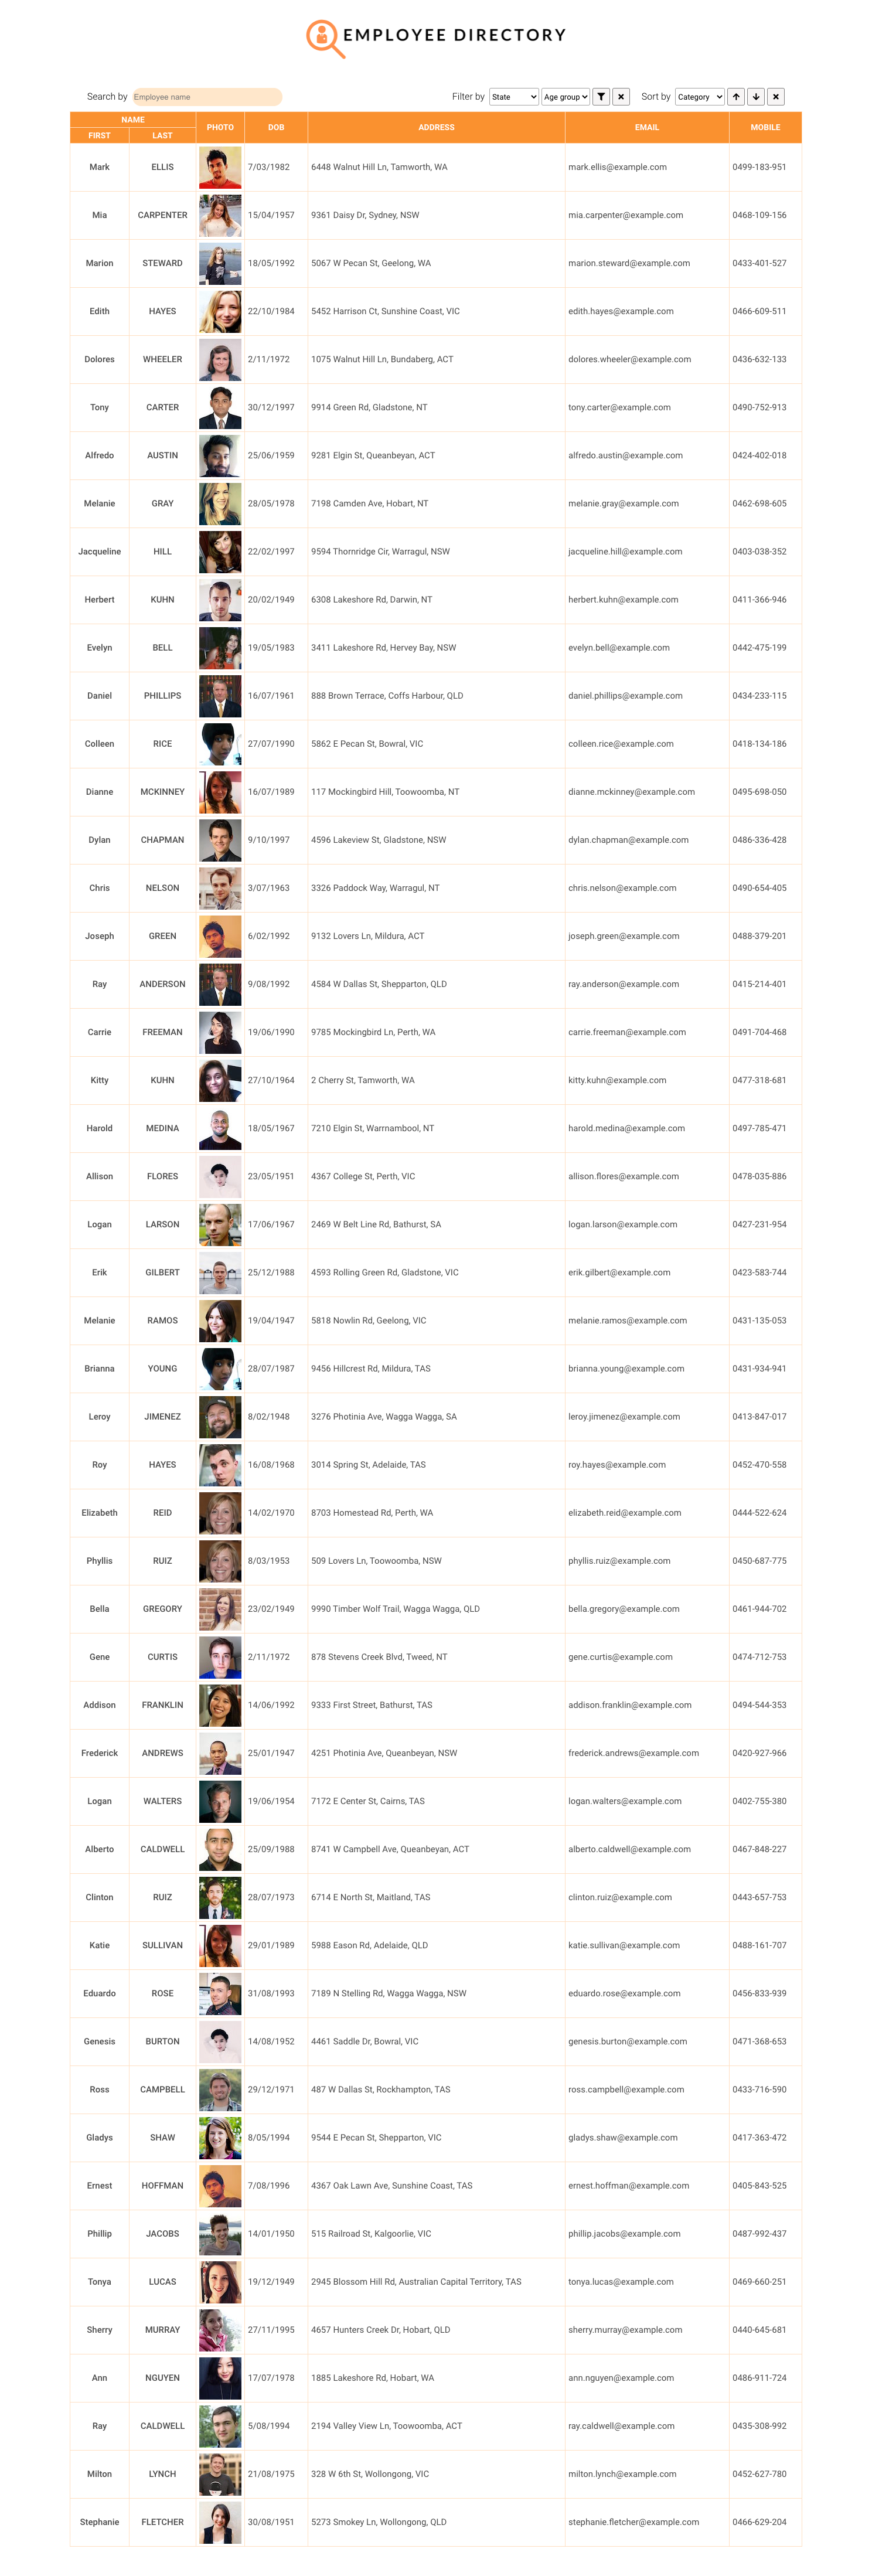 EMPLOYEE DIRECTORY
Search by Employee name Filter by State Age group Sort by Category
NAME PHOTO DOB ADDRESS EMAIL MOBILE
FIRST LAST
Mark ELLIS 7/03/1982 6448 Walnut Hill Ln, Tamworth, WA mark.ellis@example.com 0499-183-951
Mia CARPENTER 15/04/1957 9361 Daisy Dr, Sydney, NSW mia.carpenter@example.com 0468-109-156
Marion STEWARD 18/05/1992 5067 W Pecan St, Geelong, WA marion.steward@example.com 0433-401-527
Edith HAYES 22/10/1984 5452 Harrison Ct, Sunshine Coast, VIC edith.hayes@example.com 0466-609-511
Dolores WHEELER 2/11/1972 1075 Walnut Hill Ln, Bundaberg, ACT dolores.wheeler@example.com 0436-632-133
Tony CARTER 30/12/1997 9914 Green Rd, Gladstone, NT tony.carter@example.com 0490-752-913
Alfredo AUSTIN 25/06/1959 9281 Elgin St, Queanbeyan, ACT alfredo.austin@example.com 0424-402-018
Melanie GRAY 28/05/1978 7198 Camden Ave, Hobart, NT melanie.gray@example.com 0462-698-605
Jacqueline HILL 22/02/1997 9594 Thornridge Cir, Warragul, NSW jacqueline.hill@example.com 0403-038-352
Herbert KUHN 20/02/1949 6308 Lakeshore Rd, Darwin, NT herbert.kuhn@example.com 0411-366-946
Evelyn BELL 19/05/1983 3411 Lakeshore Rd, Hervey Bay, NSW evelyn.bell@example.com 0442-475-199
Daniel PHILLIPS 16/07/1961 888 Brown Terrace, Coffs Harbour, QLD daniel.phillips@example.com 0434-233-115
Colleen RICE 27/07/1990 5862 E Pecan St, Bowral, VIC colleen.rice@example.com 0418-134-186
Dianne MCKINNEY 16/07/1989 117 Mockingbird Hill, Toowoomba, NT dianne.mckinney@example.com 0495-698-050
Dylan CHAPMAN 9/10/1997 4596 Lakeview St, Gladstone, NSW dylan.chapman@example.com 0486-336-428
Chris NELSON 3/07/1963 3326 Paddock Way, Warragul, NT chris.nelson@example.com 0490-654-405
Joseph GREEN 6/02/1992 9132 Lovers Ln, Mildura, ACT joseph.green@example.com 0488-379-201
Ray ANDERSON 9/08/1992 4584 W Dallas St, Shepparton, QLD ray.anderson@example.com 0415-214-401
Carrie FREEMAN 19/06/1990 9785 Mockingbird Ln, Perth, WA carrie.freeman@example.com 0491-704-468
Kitty KUHN 27/10/1964 2 Cherry St, Tamworth, WA kitty.kuhn@example.com 0477-318-681
Harold MEDINA 18/05/1967 7210 Elgin St, Warrnambool, NT harold.medina@example.com 0497-785-471
Allison FLORES 23/05/1951 4367 College St, Perth, VIC allison.flores@example.com 0478-035-886
Logan LARSON 17/06/1967 2469 W Belt Line Rd, Bathurst, SA logan.larson@example.com 0427-231-954
Erik GILBERT 25/12/1988 4593 Rolling Green Rd, Gladstone, VIC erik.gilbert@example.com 0423-583-744
Melanie RAMOS 19/04/1947 5818 Nowlin Rd, Geelong, VIC melanie.ramos@example.com 0431-135-053
Brianna YOUNG 28/07/1987 9456 Hillcrest Rd, Mildura, TAS brianna.young@example.com 0431-934-941
Leroy JIMENEZ 8/02/1948 3276 Photinia Ave, Wagga Wagga, SA leroy.jimenez@example.com 0413-847-017
Roy HAYES 16/08/1968 3014 Spring St, Adelaide, TAS roy.hayes@example.com 0452-470-558
Elizabeth REID 14/02/1970 8703 Homestead Rd, Perth, WA elizabeth.reid@example.com 0444-522-624
Phyllis RUIZ 8/03/1953 509 Lovers Ln, Toowoomba, NSW phyllis.ruiz@example.com 0450-687-775
Bella GREGORY 23/02/1949 9990 Timber Wolf Trail, Wagga Wagga, QLD bella.gregory@example.com 0461-944-702
Gene CURTIS 2/11/1972 878 Stevens Creek Blvd, Tweed, NT gene.curtis@example.com 0474-712-753
Addison FRANKLIN 14/06/1992 9333 First Street, Bathurst, TAS addison.franklin@example.com 0494-544-353
Frederick ANDREWS 25/01/1947 4251 Photinia Ave, Queanbeyan, NSW frederick.andrews@example.com 0420-927-966
Logan WALTERS 19/06/1954 7172 E Center St, Cairns, TAS logan.walters@example.com 0402-755-380
Alberto CALDWELL 25/09/1988 8741 W Campbell Ave, Queanbeyan, ACT alberto.caldwell@example.com 0467-848-227
Clinton RUIZ 28/07/1973 6714 E North St, Maitland, TAS clinton.ruiz@example.com 0443-657-753
Katie SULLIVAN 29/01/1989 5988 Eason Rd, Adelaide, QLD katie.sullivan@example.com 0488-161-707
Eduardo ROSE 31/08/1993 7189 N Stelling Rd, Wagga Wagga, NSW eduardo.rose@example.com 0456-833-939
Genesis BURTON 14/08/1952 4461 Saddle Dr, Bowral, VIC genesis.burton@example.com 0471-368-653
Ross CAMPBELL 29/12/1971 487 W Dallas St, Rockhampton, TAS ross.campbell@example.com 0433-716-590
Gladys SHAW 8/05/1994 9544 E Pecan St, Shepparton, VIC gladys.shaw@example.com 0417-363-472
Ernest HOFFMAN 7/08/1996 4367 Oak Lawn Ave, Sunshine Coast, TAS ernest.hoffman@example.com 0405-843-525
Phillip JACOBS 14/01/1950 515 Railroad St, Kalgoorlie, VIC phillip.jacobs@example.com 0487-992-437
Tonya LUCAS 19/12/1949 2945 Blossom Hill Rd, Australian Capital Territory, TAS tonya.lucas@example.com 0469-660-251
Sherry MURRAY 27/11/1995 4657 Hunters Creek Dr, Hobart, QLD sherry.murray@example.com 0440-645-681
Ann NGUYEN 17/07/1978 1885 Lakeshore Rd, Hobart, WA ann.nguyen@example.com 0486-911-724
Ray CALDWELL 5/08/1994 2194 Valley View Ln, Toowoomba, ACT ray.caldwell@example.com 0435-308-992
Milton LYNCH 21/08/1975 328 W 6th St, Wollongong, VIC milton.lynch@example.com 0452-627-780
Stephanie FLETCHER 30/08/1951 5273 Smokey Ln, Wollongong, QLD stephanie.fletcher@example.com 0466-629-204